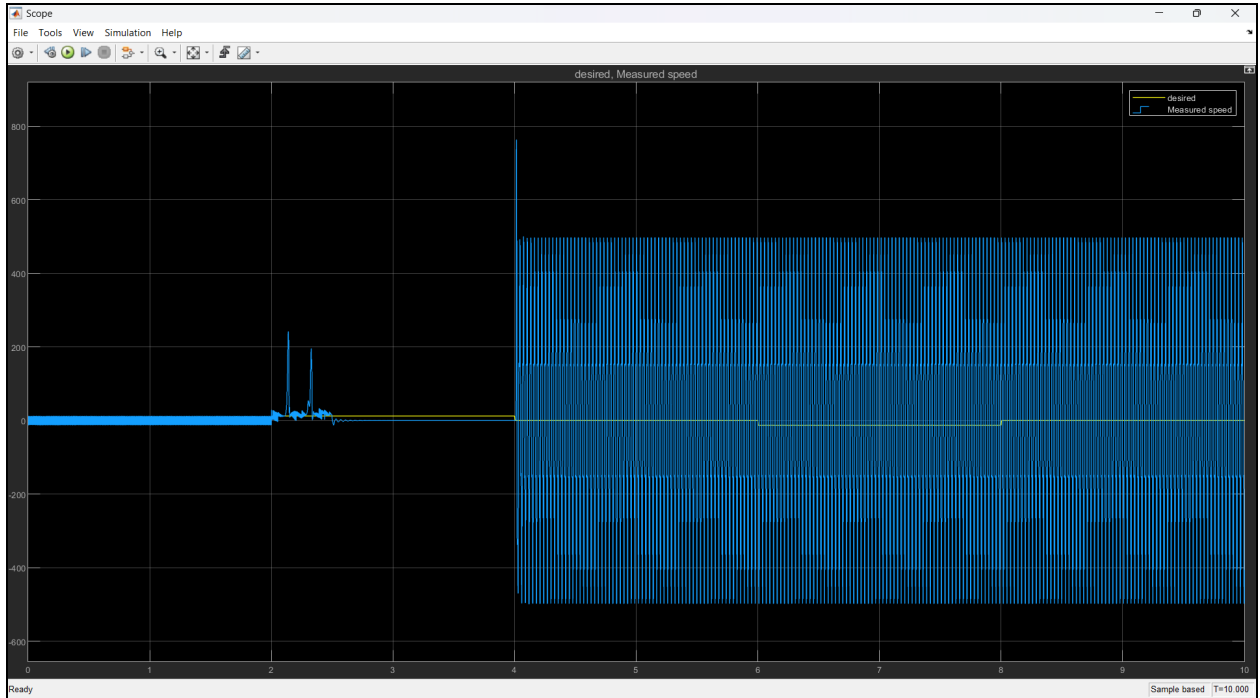 Scope
File Tools View Simulation Help
desired, Measured speed
desired
Measured speed
800
600
400
200
0
-200
-400
-600
0 1 2 3 4 5 6 7 8 9 10
Ready
Sample based T=10.000